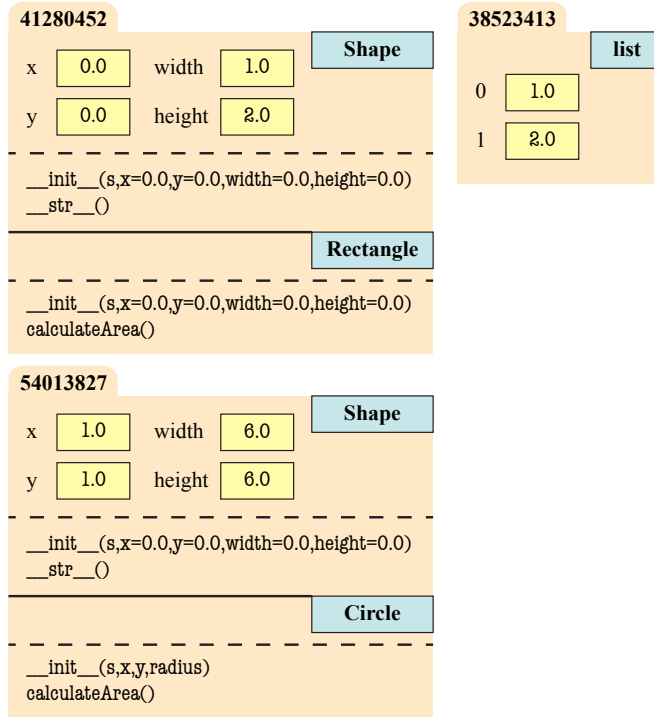 41280452
Shape
x 0.0 width 1.0
y 0.0 height 2.0
__init__(s,x=0.0,y=0.0,width=0.0,height=0.0)
__str__()
Rectangle
__init__(s,x=0.0,y=0.0,width=0.0,height=0.0)
calculateArea()
38523413
list
0 1.0
1 2.0
54013827
Shape
x 1.0 width 6.0
y 1.0 height 6.0
__init__(s,x=0.0,y=0.0,width=0.0,height=0.0)
__str__()
Circle
__init__(s,x,y,radius)
calculateArea()